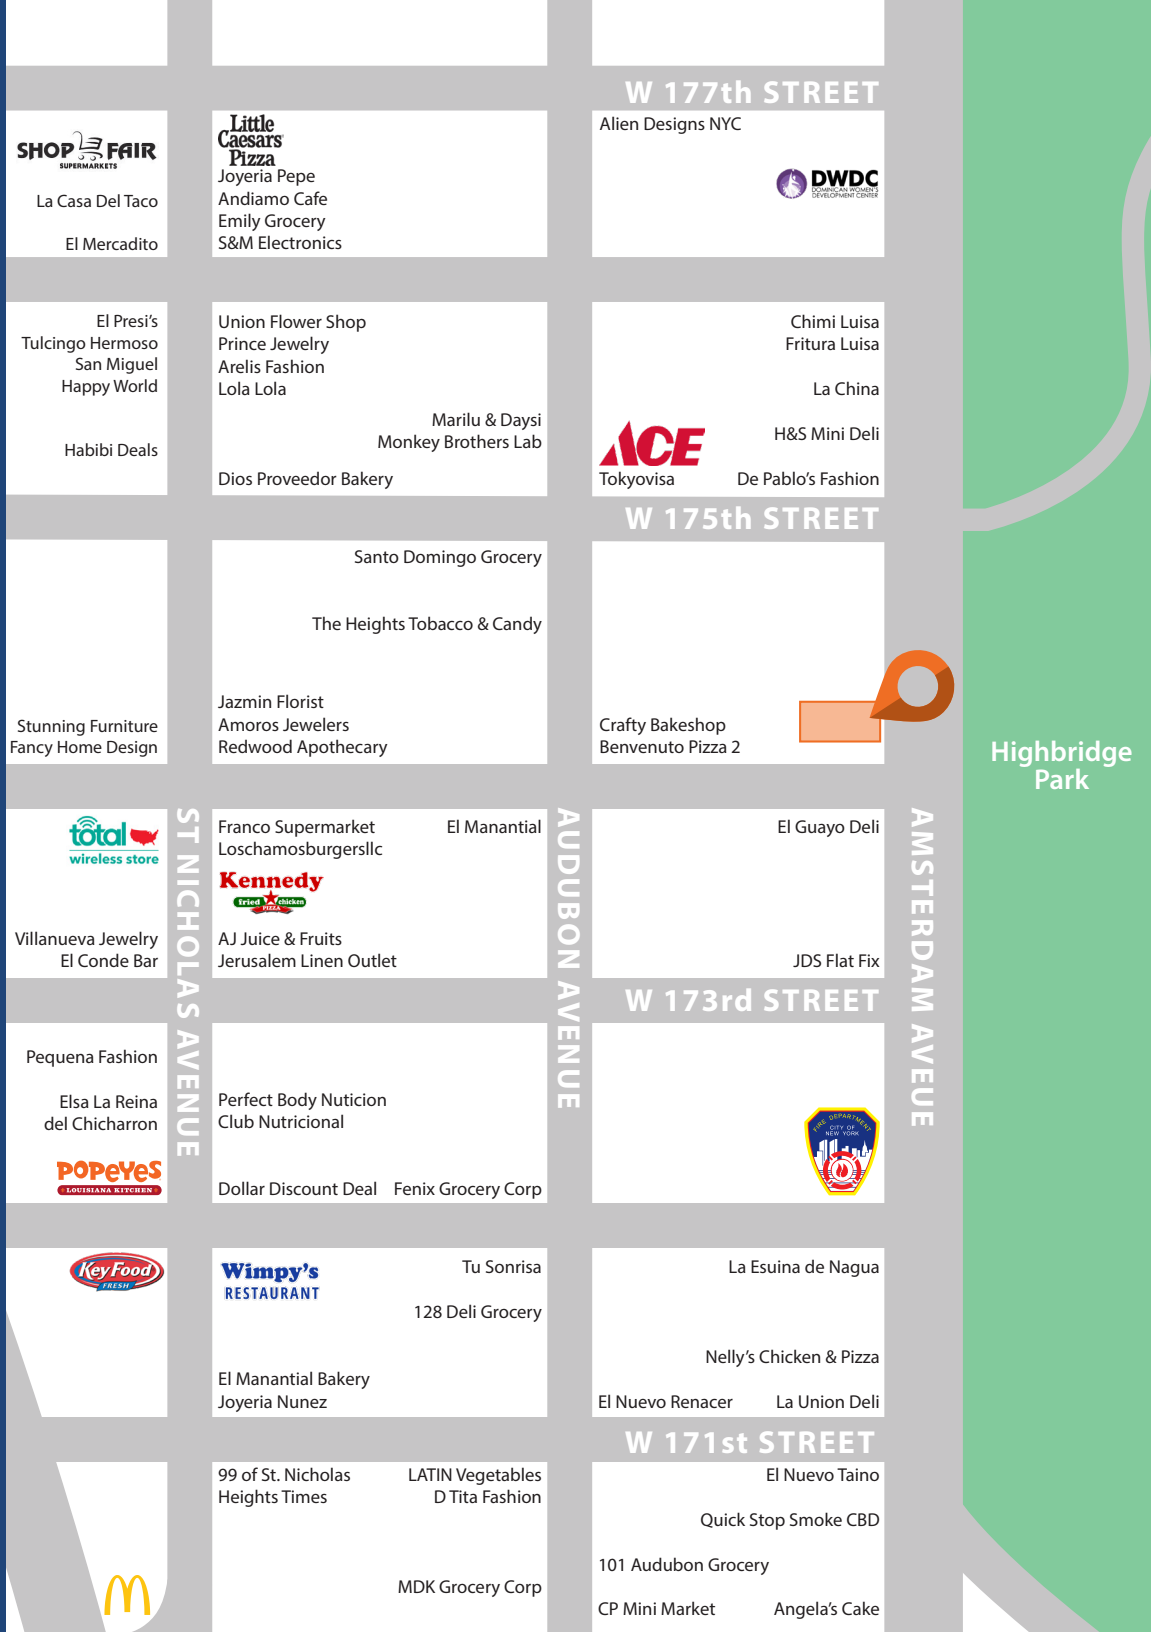 W 177th STREET
SHOP FAIR
SUPERMARKETS
La Casa Del Taco
El Mercadito
Little
Caesars
Pizza
Joyeria Pepe
Andiamo Cafe
Emily Grocery
S&M Electronics
Alien Designs NYC
DWDC
DOMINICAN WOMEN'S
DEVELOPMENT CENTER
El Presi's
Tulcingo Hermoso
San Miguel
Happy World
Habibi Deals
Union Flower Shop
Prince Jewelry
Arelis Fashion
Lola Lola
Marilu & Daysi
Monkey Brothers Lab
Dios Proveedor Bakery
Chimi Luisa
Fritura Luisa
La China
H&S Mini Deli
ACE
Tokyovisa
De Pablo's Fashion
W 175th STREET
Santo Domingo Grocery
The Heights Tobacco & Candy
Jazmin Florist
Amoros Jewelers
Redwood Apothecary
Stunning Furniture
Fancy Home Design
Crafty Bakeshop
Benvenuto Pizza 2
Highbridge
Park
ST NICHOLAS AVENUE
AUDUBON AVENUE
AMSTERDAM AVEUE
total
wireless store
Villanueva Jewelry
El Conde Bar
Franco Supermarket
Loschamosburgersllc
Kennedy
fried chicken
PIZZA
AJ Juice & Fruits
Jerusalem Linen Outlet
El Manantial
El Guayo Deli
JDS Flat Fix
W 173rd STREET
Pequena Fashion
Elsa La Reina
del Chicharron
POPEYES
LOUISIANA KITCHEN
Perfect Body Nuticion
Club Nutricional
Dollar Discount Deal
Fenix Grocery Corp
FIRE DEPARTMENT
CITY OF
NEW YORK
Key Food
FRESH
Wimpy's
RESTAURANT
Tu Sonrisa
128 Deli Grocery
El Manantial Bakery
Joyeria Nunez
La Esuina de Nagua
Nelly's Chicken & Pizza
El Nuevo Renacer
La Union Deli
W 171st STREET
99 of St. Nicholas
Heights Times
LATIN Vegetables
D Tita Fashion
MDK Grocery Corp
El Nuevo Taino
Quick Stop Smoke CBD
101 Audubon Grocery
CP Mini Market
Angela's Cake